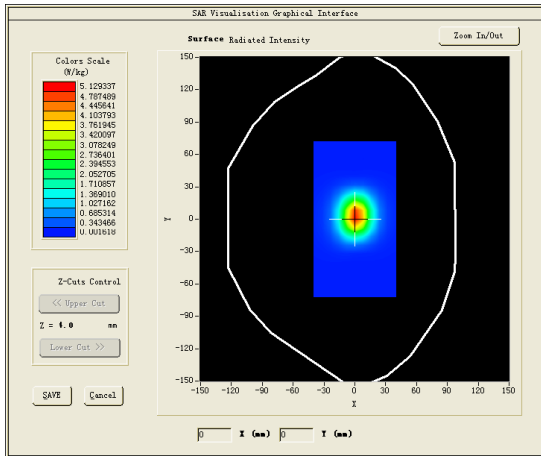 SAR Visualisation Graphical Interface
Surface Radiated Intensity
Zoom In/Out
Colors Scale
(W/kg)
5.129337
4.787489
4.445641
4.103793
3.761945
3.420097
3.078249
2.736401
2.394553
2.052705
1.710857
1.369010
1.027162
0.685314
0.343466
0.001618
150
120
90
60
30
0
-30
-60
-90
-120
-150
Y
-150 -120 -90 -60 -30 0 30 60 90 120 150
X
Z-Cuts Control
<< Upper Cut
Z = 4.0 mm
Lower Cut >>
SAVE Cancel
0 X (mm) 0 Y (mm)